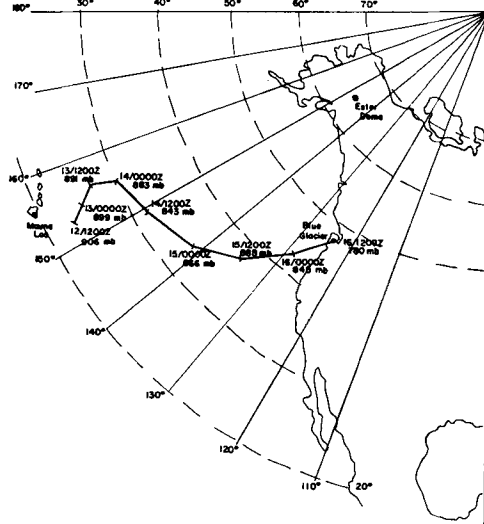 180° 30° 40° 50° 60° 70°
170°
Ester
Dome
160°
13/1200Z
891 mb
14/0000Z
883 mb
13/0000Z
899 mb
14/1200Z
843 mb
Mauna
Loa
12/1200Z
906 mb
150°
Blue
Glacier
15/1200Z
868 mb
16/1200Z
780 mb
15/0000Z
866 mb
16/0000Z
848 mb
140°
130°
120°
110° 20°